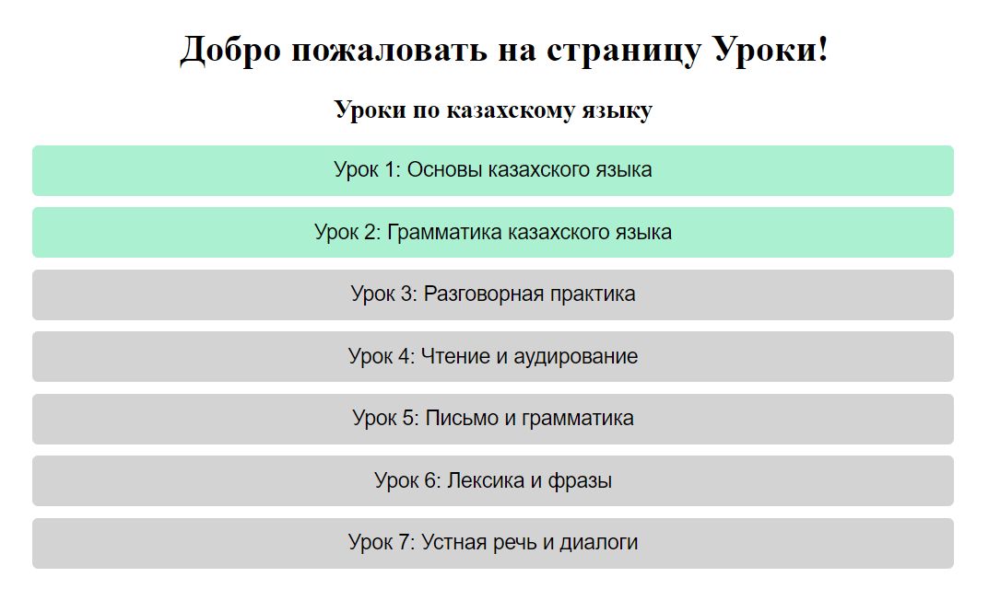 Добро пожаловать на страницу Уроки!
Уроки по казахскому языку
Урок 1: Основы казахского языка
Урок 2: Грамматика казахского языка
Урок 3: Разговорная практика
Урок 4: Чтение и аудирование
Урок 5: Письмо и грамматика
Урок 6: Лексика и фразы
Урок 7: Устная речь и диалоги